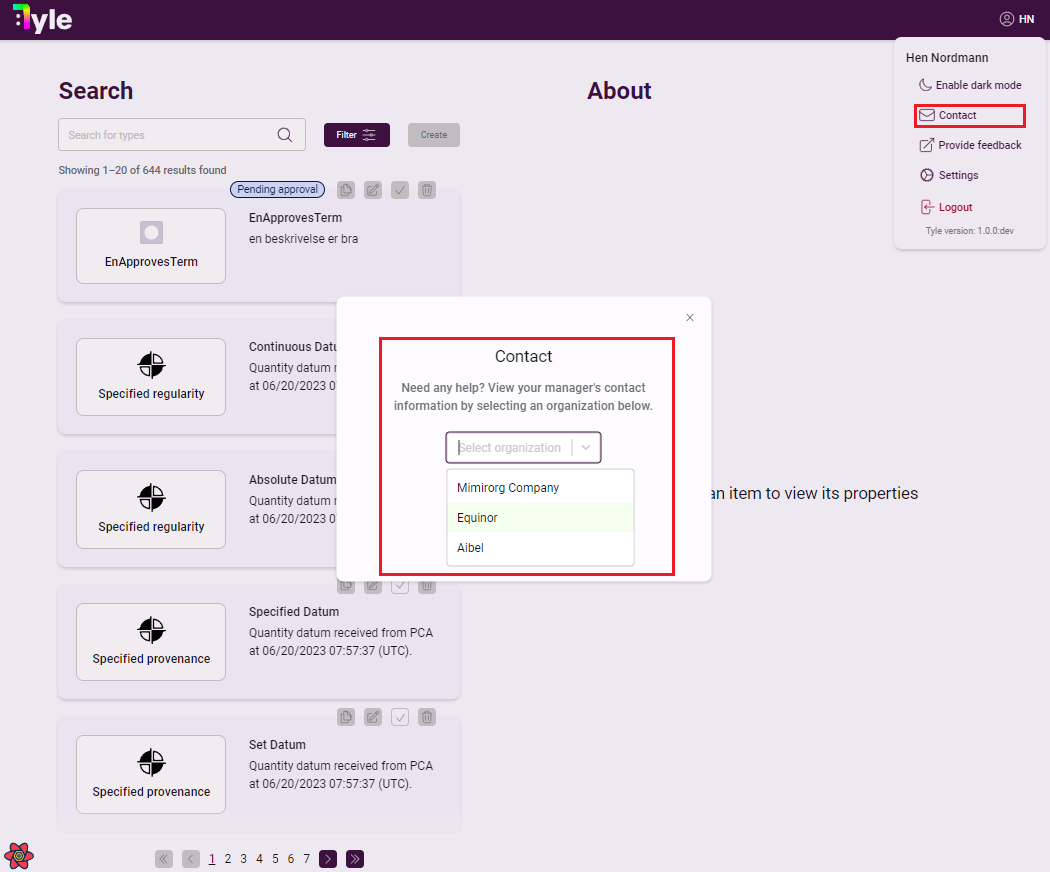 Tyle
HN
Hen Nordmann
Enable dark mode
Contact
Provide feedback
Settings
Logout
Tyle version: 1.0.0:dev
Search
About
Search for types
Filter
Create
Showing 1–20 of 644 results found
Pending approval
EnApprovesTerm
EnApprovesTerm
en beskrivelse er bra
Specified regularity
Continuous Datu
Quantity datum r
at 06/20/2023 0
Specified regularity
Absolute Datum
Quantity datum r
at 06/20/2023 0
Contact
Need any help? View your manager's contact
information by selecting an organization below.
Select organization
Mimirorg Company
Equinor
Aibel
an item to view its properties
Specified provenance
Specified Datum
Quantity datum received from PCA
at 06/20/2023 07:57:37 (UTC).
Specified provenance
Set Datum
Quantity datum received from PCA
at 06/20/2023 07:57:37 (UTC).
1 2 3 4 5 6 7